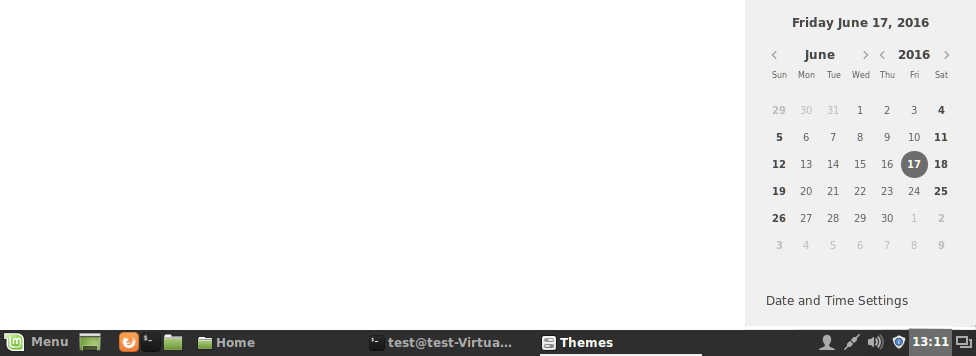 Friday June 17, 2016
June 2016
Sun Mon Tue Wed Thu Fri Sat
29 30 31 1 2 3 4
5 6 7 8 9 10 11
12 13 14 15 16 17 18
19 20 21 22 23 24 25
26 27 28 29 30 1 2
3 4 5 6 7 8 9
Date and Time Settings
Menu Home test@test-Virtua... Themes 13:11